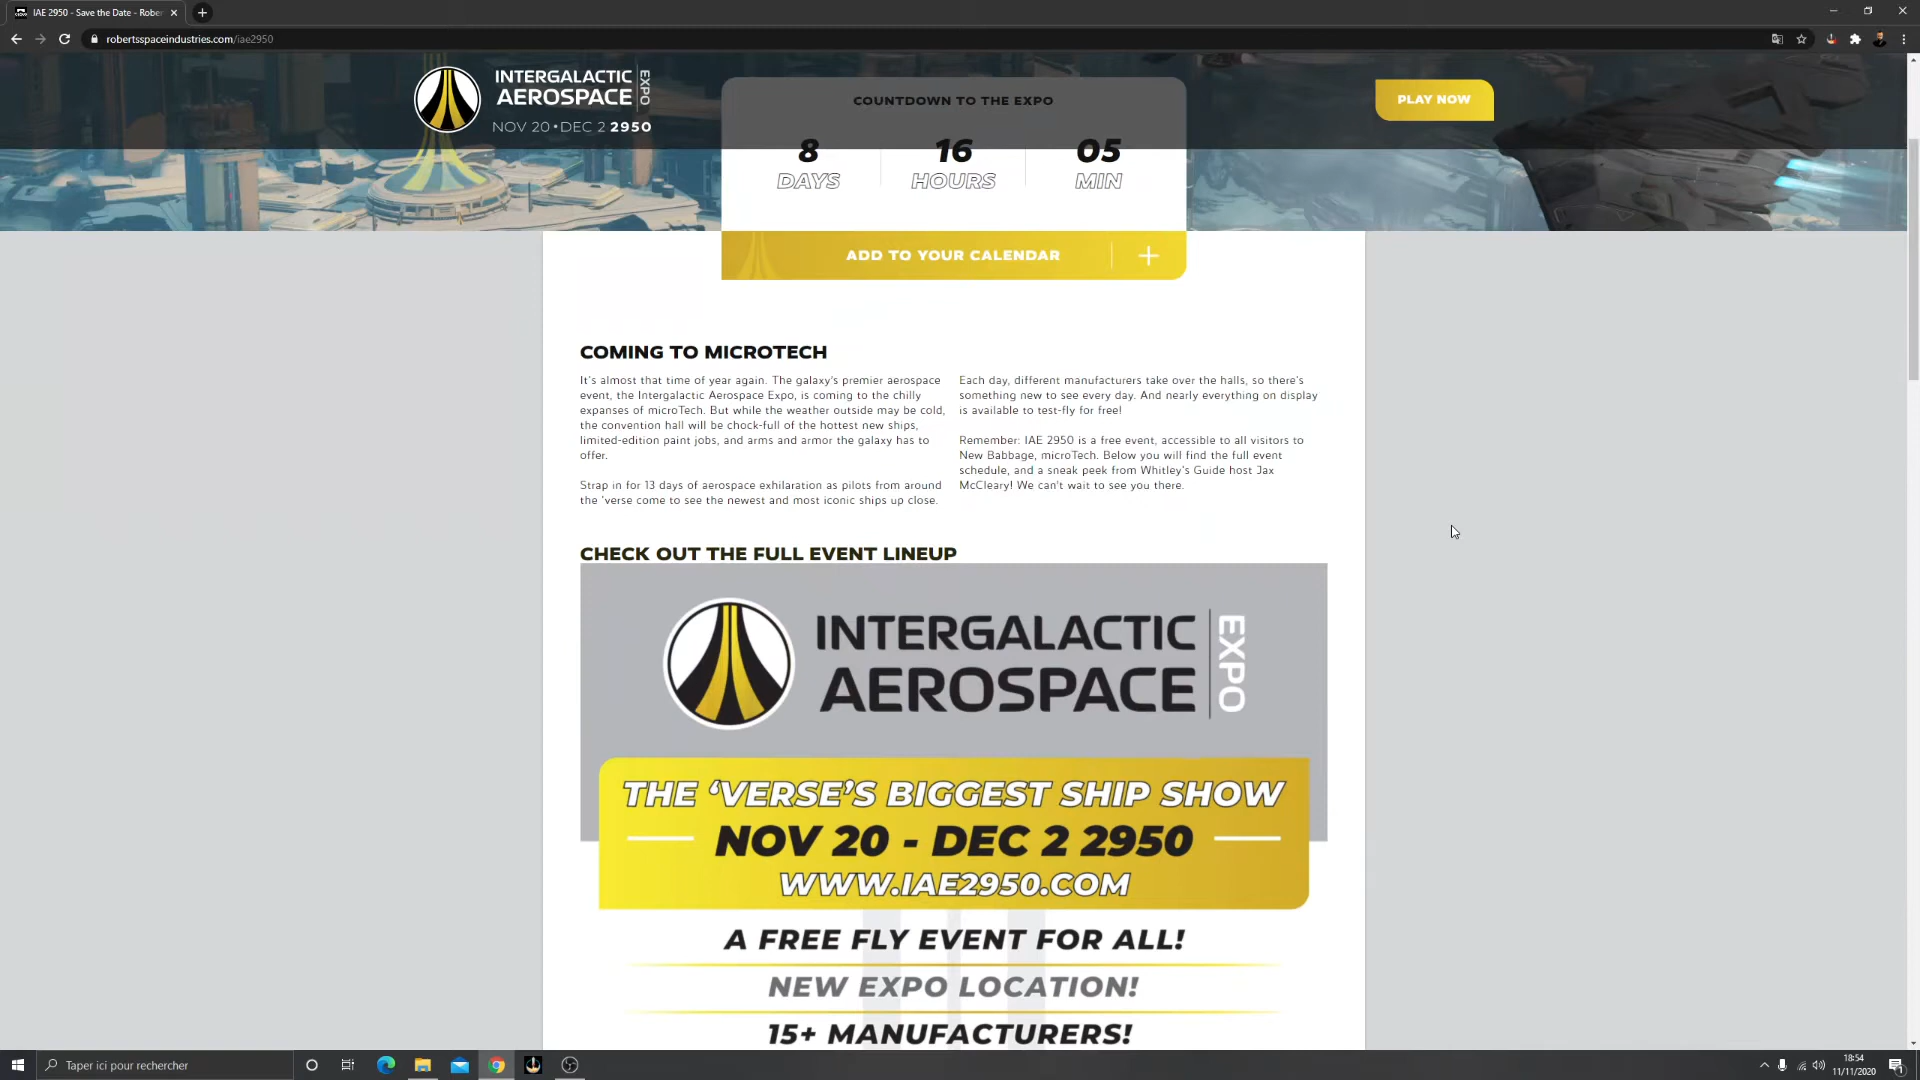 IAE 2950 - Save the Date - Rober
robertsspaceindustries.com/iae2950
INTERGALACTIC
AEROSPACE
EXPO
NOV 20 • DEC 2 2950
COUNTDOWN TO THE EXPO
8
DAYS
16
HOURS
05
MIN
PLAY NOW
ADD TO YOUR CALENDAR
COMING TO MICROTECH
It's almost that time of year again. The galaxy's premier aerospace
event, the Intergalactic Aerospace Expo, is coming to the chilly
expanses of microTech. But while the weather outside may be cold,
the convention hall will be chock-full of the hottest new ships,
limited-edition paint jobs, and arms and armor the galaxy has to
offer.
Strap in for 13 days of aerospace exhilaration as pilots from around
the 'verse come to see the newest and most iconic ships up close.
Each day, different manufacturers take over the halls, so there's
something new to see every day. And nearly everything on display
is available to test-fly for free!
Remember: IAE 2950 is a free event, accessible to all visitors to
New Babbage, microTech. Below you will find the full event
schedule, and a sneak peek from Whitley's Guide host Jax
McCleary! We can't wait to see you there.
CHECK OUT THE FULL EVENT LINEUP
INTERGALACTIC
AEROSPACE
EXPO
THE 'VERSE'S BIGGEST SHIP SHOW
NOV 20 - DEC 2 2950
WWW.IAE2950.COM
A FREE FLY EVENT FOR ALL!
NEW EXPO LOCATION!
15+ MANUFACTURERS!
Taper ici pour rechercher
18:54
11/11/2020